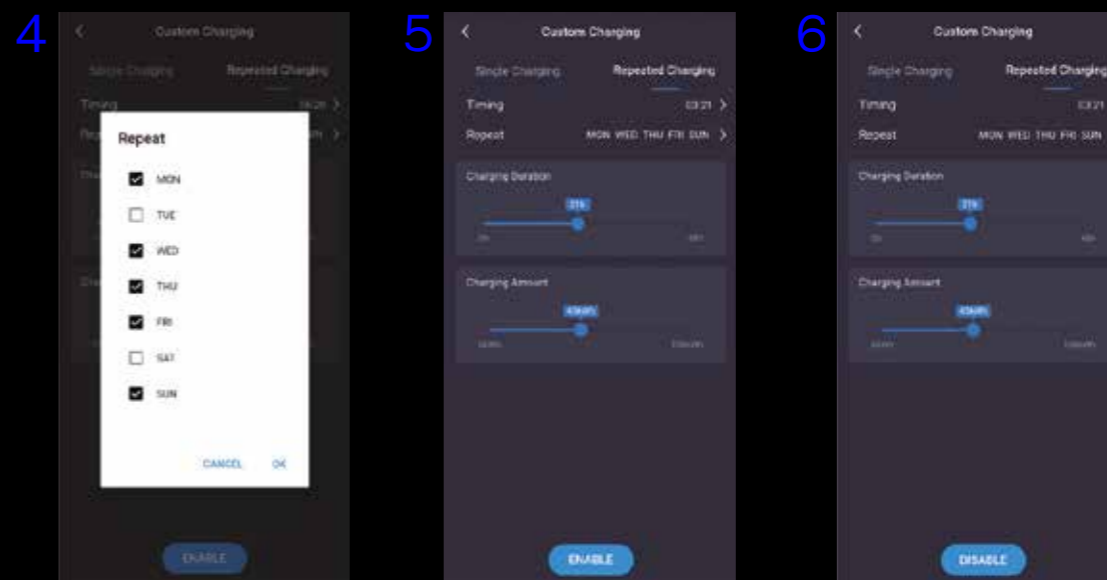 4
Custom Charging
Single Charging Repeated Charging
Timing
Repeat
MON
TUE
WED
THU
FRI
SAT
SUN
CANCEL OK
ENABLE
5
Custom Charging
Single Charging Repeated Charging
Timing 03:21
Repeat MON WED THU FRI SUN
Charging Duration
21h
Charging Amount
ENABLE
6
Custom Charging
Single Charging Repeated Charging
Timing 03:21
Repeat MON WED THU FRI SUN
Charging Duration
21h
Charging Amount
DISABLE